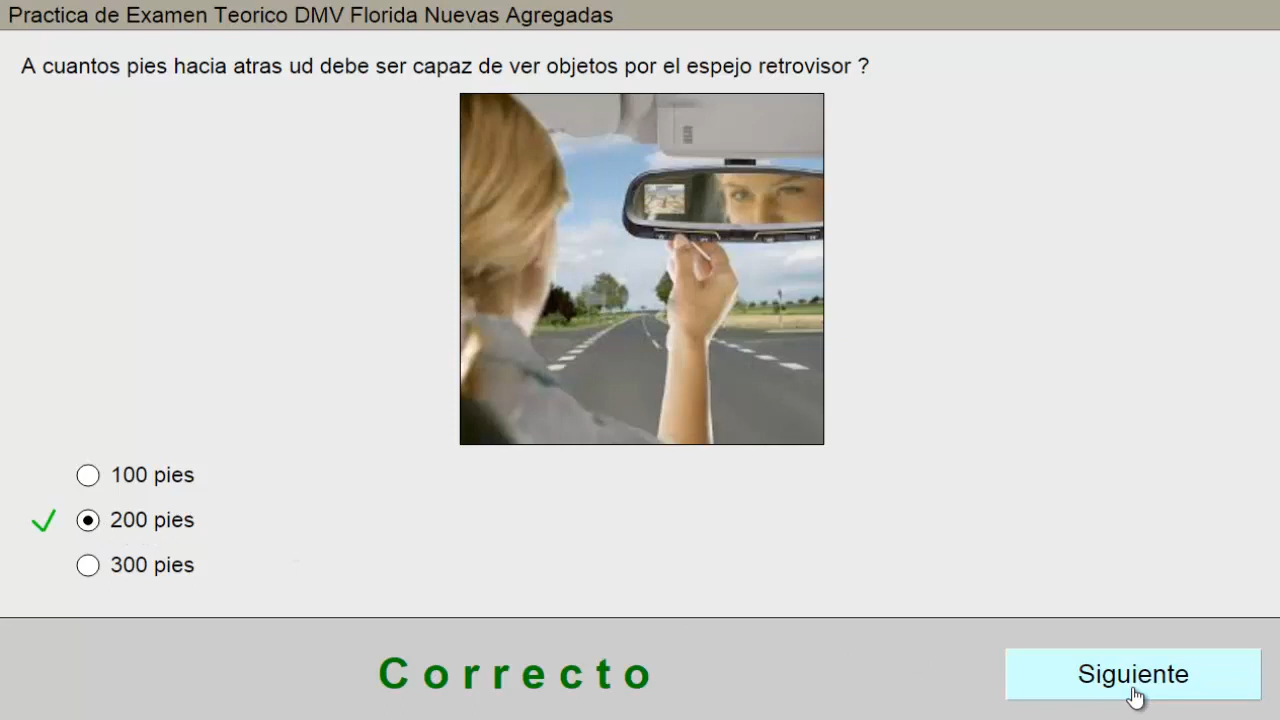 Practica de Examen Teorico DMV Florida Nuevas Agregadas
A cuantos pies hacia atras ud debe ser capaz de ver objetos por el espejo retrovisor ?
100 pies
200 pies
300 pies
Correcto
Siguiente